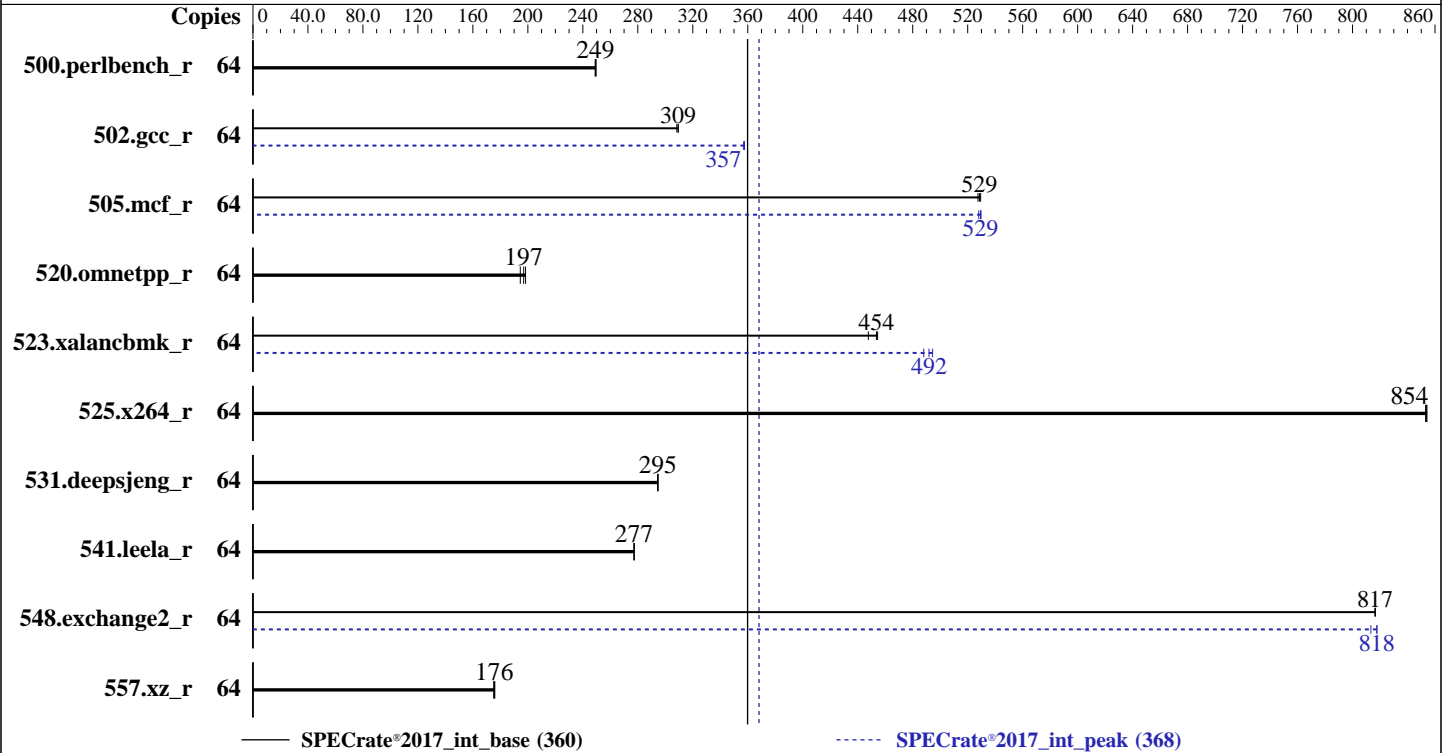 Copies 0 40.0 80.0 120 160 200 240 280 320 360 400 440 480 520 560 600 640 680 720 760 800 860
500.perlbench_r 64 249
502.gcc_r 64 309
357
505.mcf_r 64 529
529
520.omnetpp_r 64 197
523.xalancbmk_r 64 454
492
525.x264_r 64 854
531.deepsjeng_r 64 295
541.leela_r 64 277
548.exchange2_r 64 817
818
557.xz_r 64 176
SPECrate®2017_int_base (360) SPECrate®2017_int_peak (368)